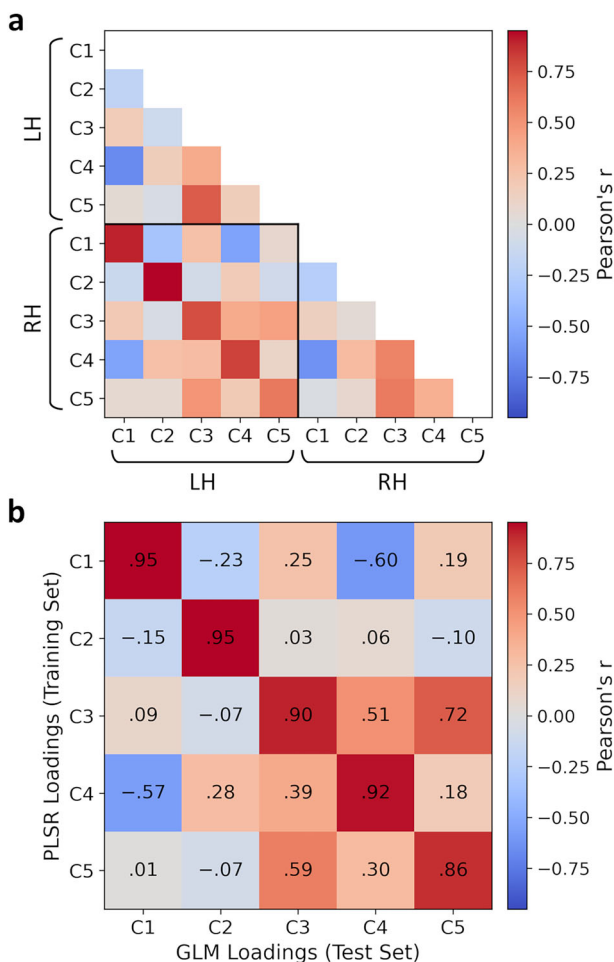 a
LH
C1
C2
C3
C4
C5
RH
C1
C2
C3
C4
C5
C1 C2 C3 C4 C5 C1 C2 C3 C4 C5
LH RH
0.75
0.50
0.25
0.00
−0.25
−0.50
−0.75
Pearson's r
b
PLSR Loadings (Training Set)
C1 .95 −.23 .25 −.60 .19
C2 −.15 .95 .03 .06 −.10
C3 .09 −.07 .90 .51 .72
C4 −.57 .28 .39 .92 .18
C5 .01 −.07 .59 .30 .86
C1 C2 C3 C4 C5
GLM Loadings (Test Set)
0.75
0.50
0.25
0.00
−0.25
−0.50
−0.75
Pearson's r